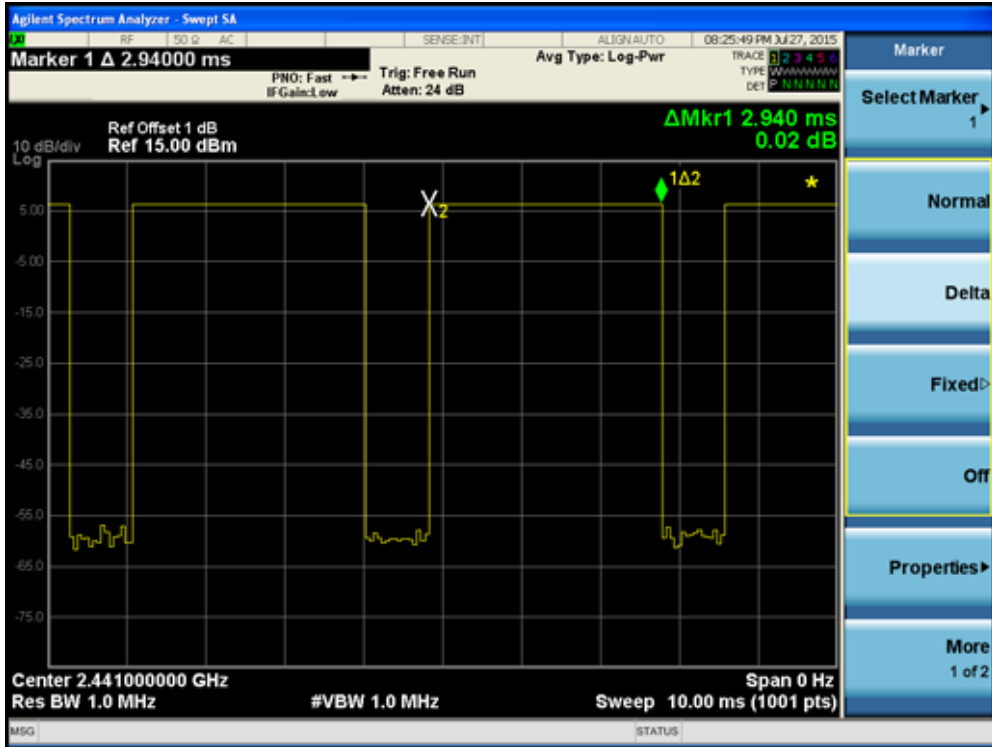 Agilent Spectrum Analyzer - Swept SA
LXI RF 50 Ω AC SENSE:INT ALIGN AUTO 08:25:49 PM Jul 27, 2015
Marker 1 Δ 2.94000 ms
PNO: Fast
IFGain:Low
Trig: Free Run
Atten: 24 dB
Avg Type: Log-Pwr
TRACE 1 2 3 4 5 6
TYPE WWWWWW
DET P N N N N N
ΔMkr1 2.940 ms
0.02 dB
Ref Offset 1 dB
10 dB/div Ref 15.00 dBm
Log
1Δ2
*
X2
5.00
-5.00
-15.0
-25.0
-35.0
-45.0
-55.0
-65.0
-75.0
Center 2.441000000 GHz Span 0 Hz
Res BW 1.0 MHz #VBW 1.0 MHz Sweep 10.00 ms (1001 pts)
MSG STATUS
Marker
Select Marker
1
Normal
Delta
Fixed
Off
Properties
More
1 of 2